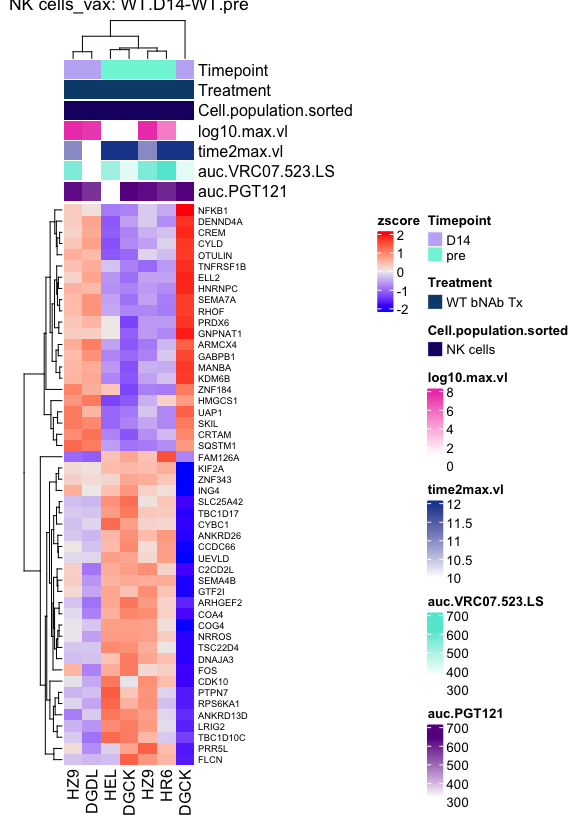 NK cells_vax: WT.D14-WT.pre
Timepoint
Treatment
Cell.population.sorted
log10.max.vl
time2max.vl
auc.VRC07.523.LS
auc.PGT121
NFKB1
DENND4A
CREM
CYLD
OTULIN
TNFRSF1B
ELL2
HNRNPC
SEMA7A
RHOF
PRDX6
GNPNAT1
ARMCX4
GABPB1
MANBA
KDM6B
ZNF184
HMGCS1
UAP1
SKIL
CRTAM
SQSTM1
FAM126A
KIF2A
ZNF343
ING4
SLC25A42
TBC1D17
CYBC1
ANKRD26
CCDC66
UEVLD
C2CD2L
SEMA4B
GTF2I
ARHGEF2
COA4
COG4
NRROS
TSC22D4
DNAJA3
FOS
CDK10
PTPN7
RPS6KA1
ANKRD13D
LRIG2
TBC1D10C
PRR5L
FLCN
HZ9
DGDL
HEL
DGCK
HZ9
HR6
DGCK
zscore
2
1
0
-1
-2
Timepoint
D14
pre
Treatment
WT bNAb Tx
Cell.population.sorted
NK cells
log10.max.vl
8
6
4
2
0
time2max.vl
12
11.5
11
10.5
10
auc.VRC07.523.LS
700
600
500
400
300
auc.PGT121
700
600
500
400
300